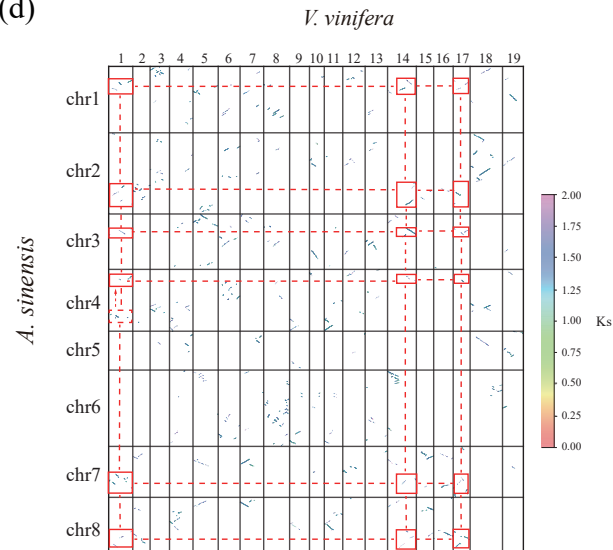 (d)
V. vinifera
1 2 3 4 5 6 7 8 9 10 11 12 13 14 15 16 17 18 19
A. sinensis
chr1
chr2
chr3
chr4
chr5
chr6
chr7
chr8
2.00
1.75
1.50
1.25
1.00
0.75
0.50
0.25
0.00
Ks